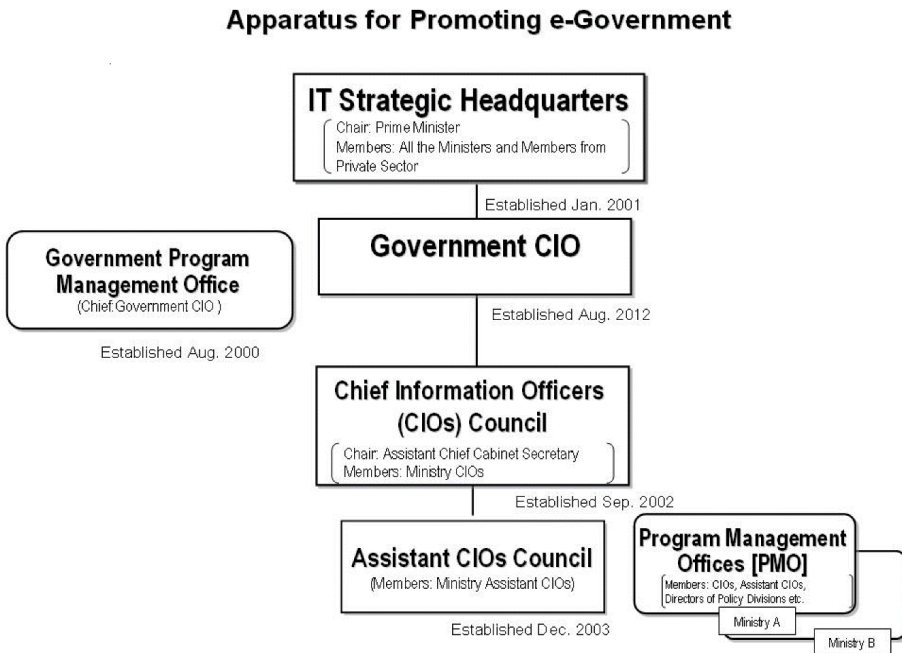 Apparatus for Promoting e-Government
IT Strategic Headquarters
Chair: Prime Minister
Members: All the Ministers and Members from
Private Sector
Established Jan. 2001
Government CIO
Government Program
Management Office
(Chief:Government CIO )
Established Aug. 2012
Established Aug. 2000
Chief Information Officers
(CIOs) Council
Chair: Assistant Chief Cabinet Secretary
Members: Ministry CIOs
Established Sep. 2002
Assistant CIOs Council
(Members: Ministry Assistant CIOs)
Established Dec. 2003
Program Management
Offices [PMO]
Members: CIOs, Assistant CIOs,
Directors of Policy Divisions etc.
Ministry A
Ministry B